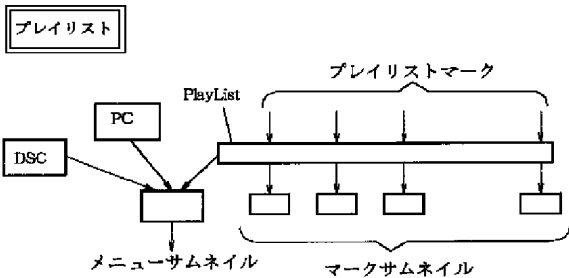 プレイリスト
プレイリストマーク
PlayList
PC
DSC
メニューサムネイル
マークサムネイル